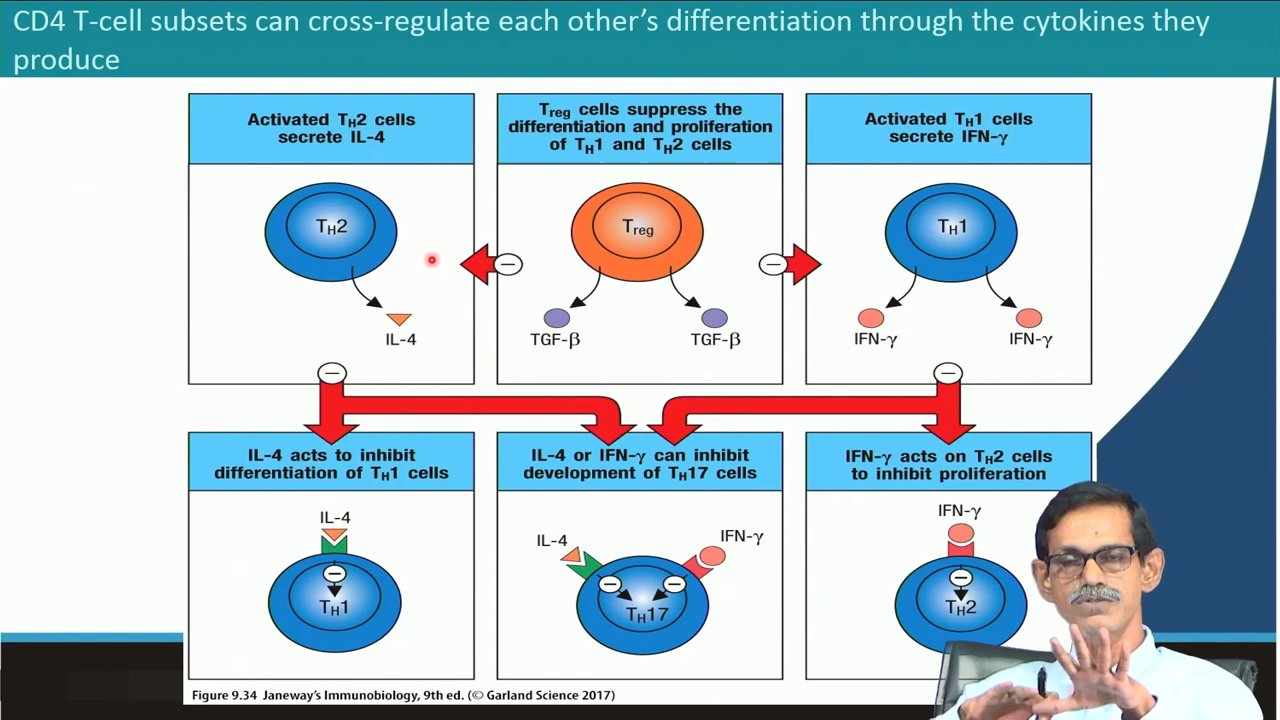 CD4 T-cell subsets can cross-regulate each other’s differentiation through the cytokines they
produce
Activated TH2 cells
secrete IL-4
TH2
IL-4
Treg cells suppress the
differentiation and proliferation
of TH1 and TH2 cells
Treg
TGF-β
TGF-β
Activated TH1 cells
secrete IFN-γ
TH1
IFN-γ
IFN-γ
IL-4 acts to inhibit
differentiation of TH1 cells
IL-4
TH1
IL-4 or IFN-γ can inhibit
development of TH17 cells
IL-4
IFN-γ
TH17
IFN-γ acts on TH2 cells
to inhibit proliferation
IFN-γ
TH2
Figure 9.34 Janeway’s Immunobiology, 9th ed. (© Garland Science 2017)